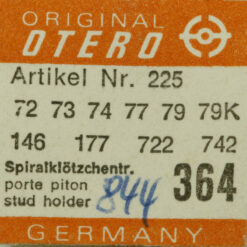 ORIGINAL
OTERO
Artikel Nr. 225
72 73 74 77 79 79K
146 177 722 742
Spiralklötzchentr.
porte piton
stud holder 844 364
GERMANY